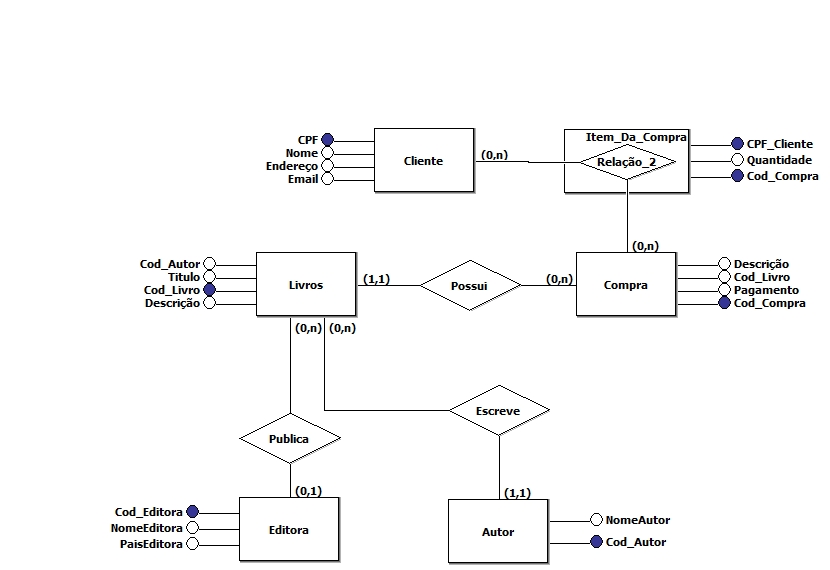 Item_Da_Compra
CPF
Nome
Endereço
Email
Cliente
(0,n)
Relação_2
CPF_Cliente
Quantidade
Cod_Compra
(0,n)
Cod_Autor
Titulo
Cod_Livro
Descrição
Livros
(1,1)
Possui
(0,n)
Compra
Descrição
Cod_Livro
Pagamento
Cod_Compra
(0,n)
(0,n)
Escreve
Publica
(0,1)
(1,1)
Cod_Editora
NomeEditora
PaisEditora
Editora
Autor
NomeAutor
Cod_Autor